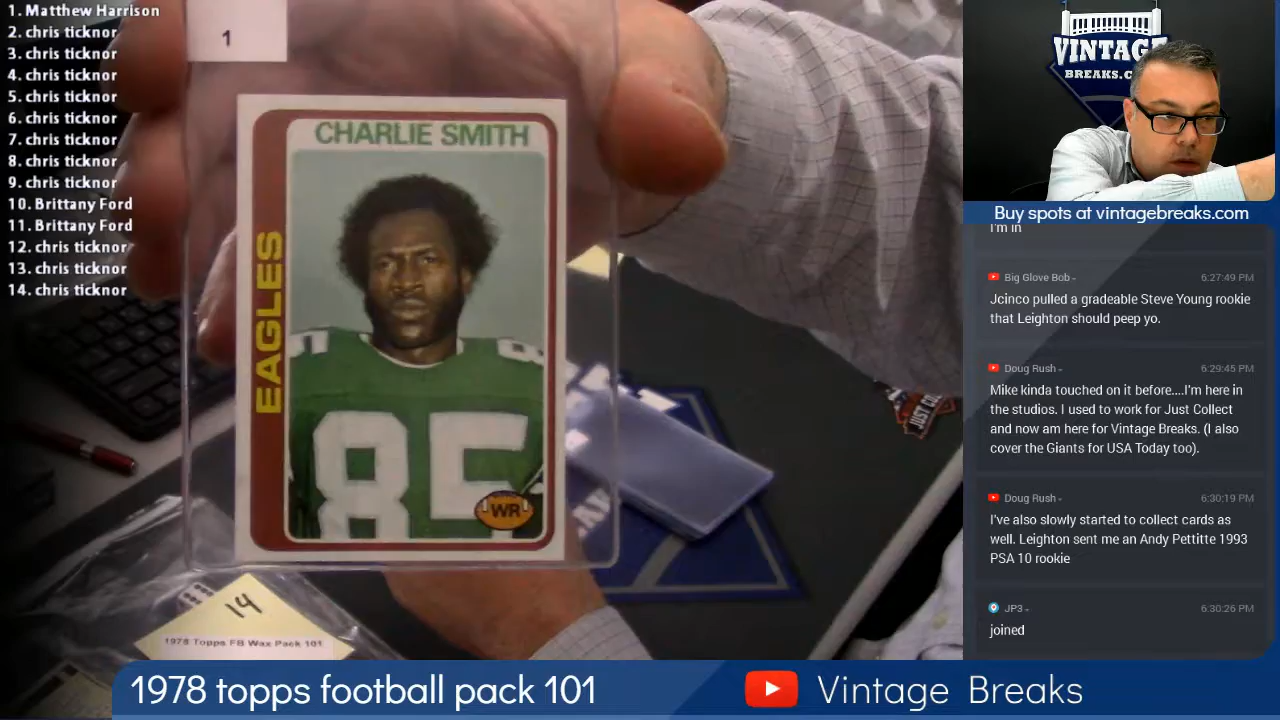 1. Matthew Harrison
2. chris ticknor
3. chris ticknor
4. chris ticknor
5. chris ticknor
6. chris ticknor
7. chris ticknor
8. chris ticknor
9. chris ticknor
10. Brittany Ford
11. Brittany Ford
12. chris ticknor
13. chris ticknor
14. chris ticknor
1
CHARLIE SMITH
EAGLES
85
WR
14
1978 Topps FB Wax Pack 101
JUST
VINTAGE
BREAKS.C
Buy spots at vintagebreaks.com
I'm in
Big Glove Bob
6:27:49 PM
Jcinco pulled a gradeable Steve Young rookie
that Leighton should peep yo.
Doug Rush
6:29:45 PM
Mike kinda touched on it before....I'm here in
the studios. I used to work for Just Collect
and now am here for Vintage Breaks. (I also
cover the Giants for USA Today too).
Doug Rush
6:30:19 PM
I've also slowly started to collect cards as
well. Leighton sent me an Andy Pettitte 1993
PSA 10 rookie
JP3
6:30:26 PM
joined
1978 topps football pack 101
Vintage Breaks